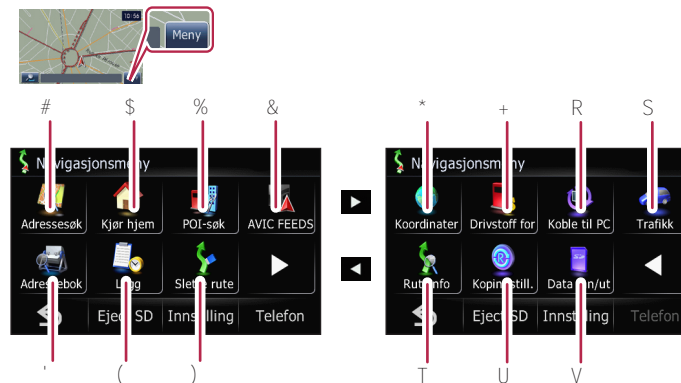 10:56
Meny
# $ % & * + R S
Navigasjonsmeny
Adressesøk Kjør hjem POI-søk AVIC FEEDS
Adressebok Logg Slette rute
Eject SD Innstilling Telefon
Navigasjonsmeny
Koordinater Drivstoff for Koble til PC Trafikk
Ruteinfo Kopinnstill. Data inn/ut
Eject SD Innstilling Telefon
' ( ) T U V